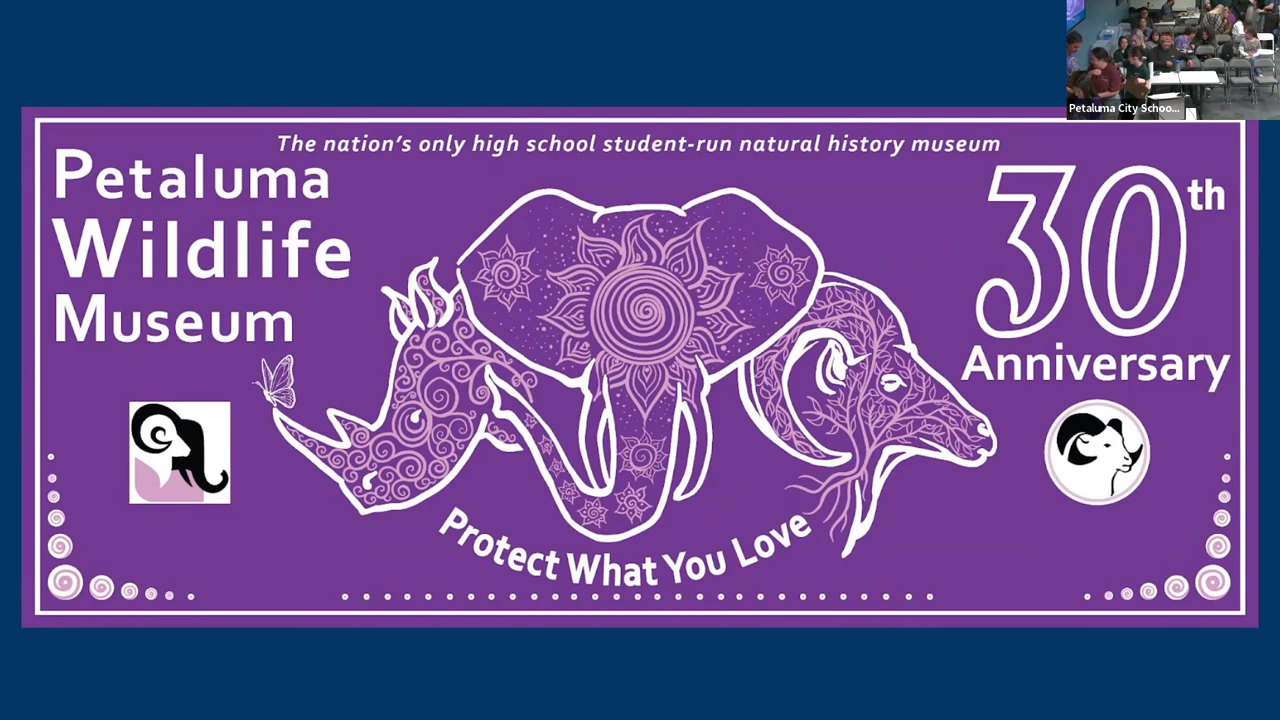 Petaluma City Schoo...
The nation's only high school student-run natural history museum
Petaluma
Wildlife
Museum
30th
Anniversary
Protect What You Love